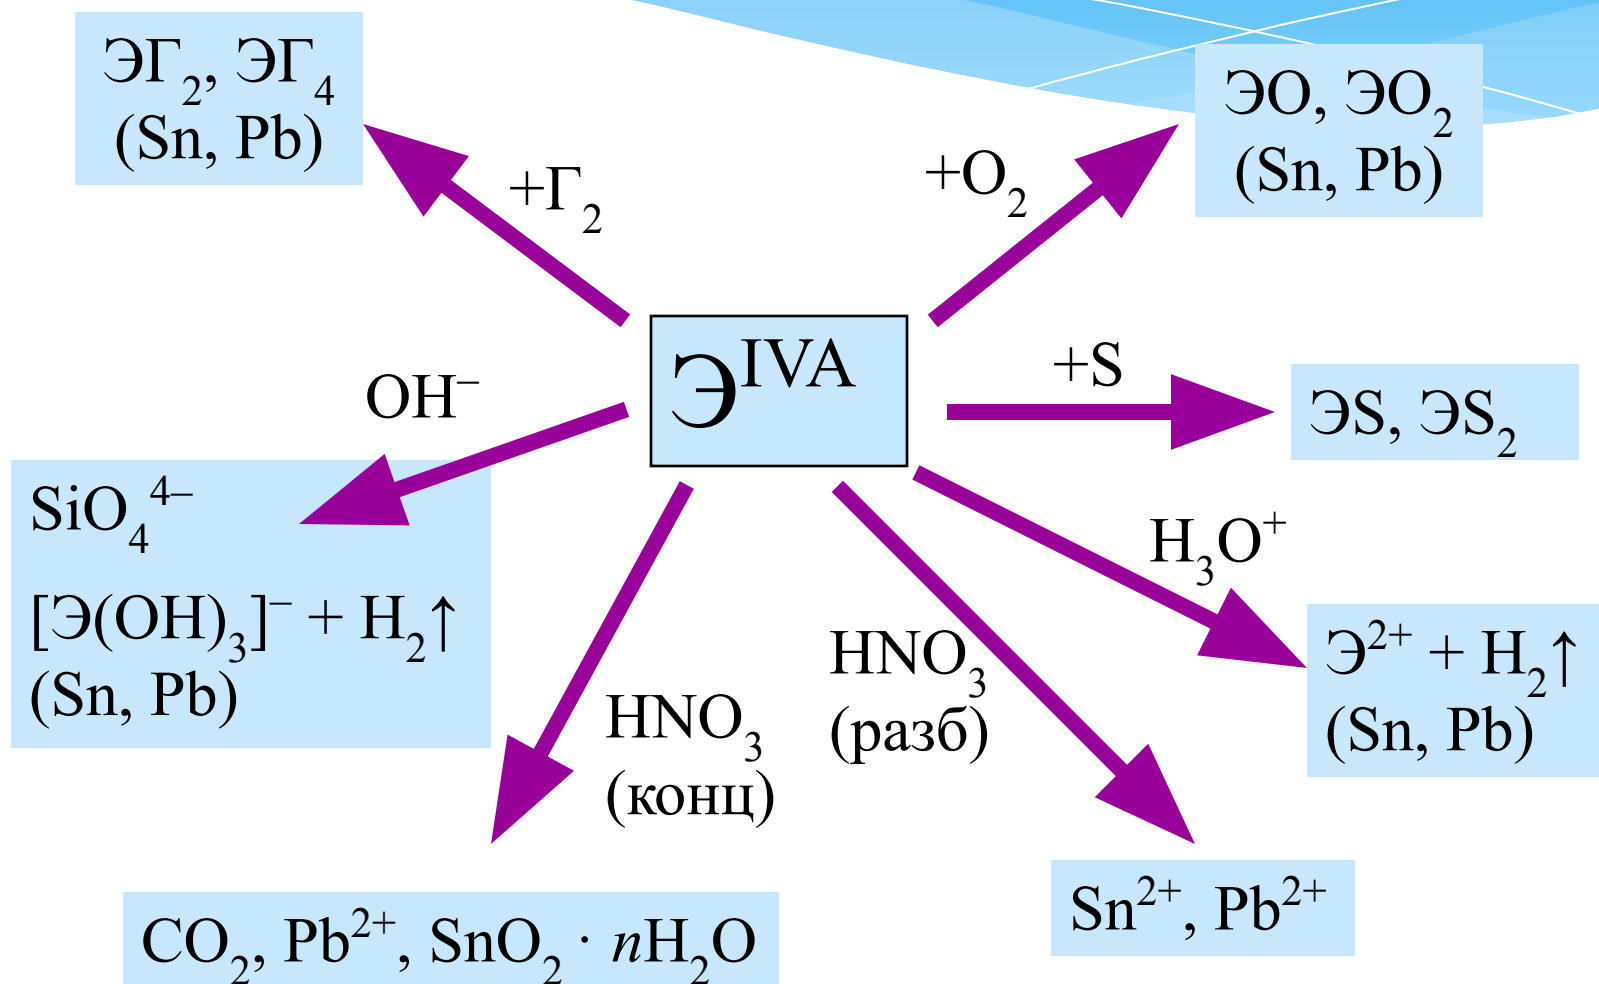 ЭГ₂, ЭГ₄
(Sn, Pb)
+Г₂
+O₂
ЭО, ЭО₂
(Sn, Pb)
Э^IVA
OH⁻
+S
ЭS, ЭS₂
SiO₄⁴⁻
[Э(OH)₃]⁻ + H₂↑
(Sn, Pb)
H₃O⁺
Э²⁺ + H₂↑
(Sn, Pb)
HNO₃
(конц)
HNO₃
(разб)
CO₂, Pb²⁺, SnO₂ · nH₂O
Sn²⁺, Pb²⁺